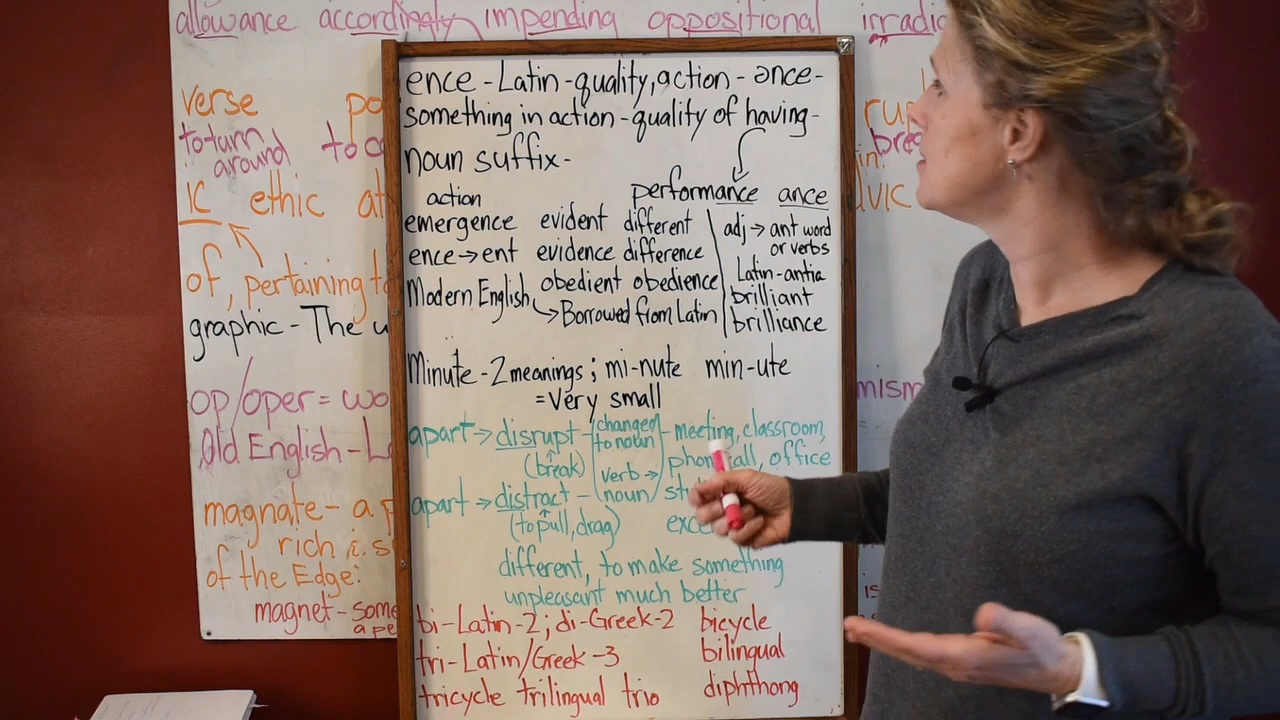 allowance accordingly impending oppositional
ence - Latin - quality, action - ənce -
something in action - quality of having -
noun suffix -
performance ance
action
emergence evident different
ence → ent evidence difference
Modern English obedient obedience
Borrowed from Latin
adj → ant word
or verbs
Latin - antia
brilliant
brilliance
Minute - 2 meanings ; mi-nute min-ute
= Very small
apart → disrupt - changed to noun - meeting, classroom,
(break) verb → office
apart → distract - noun
(to pull, drag)
different, to make something
unpleasant much better
bi - Latin - 2 ; di - Greek - 2 bicycle
tri - Latin/Greek - 3 bilingual
tricycle trilingual trio diphthong
verse
to turn
around
ic ethic
of, pertaining
graphic - The
op/oper =
Old English -
magnate - a
rich
of the Edge:
magnet -